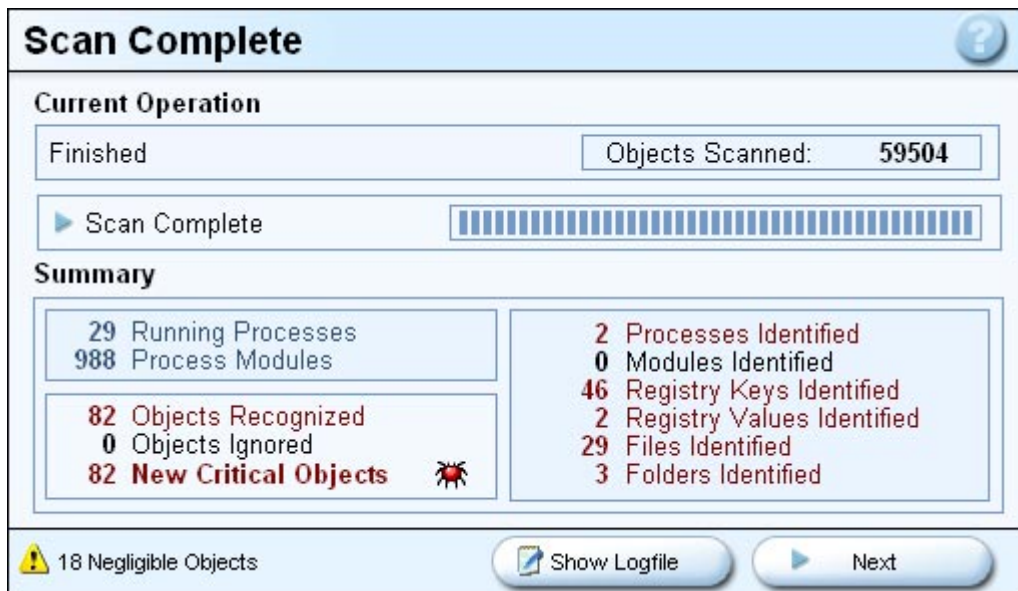 Scan Complete
?
Current Operation
Finished
Objects Scanned: 59504
Scan Complete
Summary
29 Running Processes
988 Process Modules
82 Objects Recognized
0 Objects Ignored
82 New Critical Objects
2 Processes Identified
0 Modules Identified
46 Registry Keys Identified
2 Registry Values Identified
29 Files Identified
3 Folders Identified
18 Negligible Objects
Show Logfile
Next